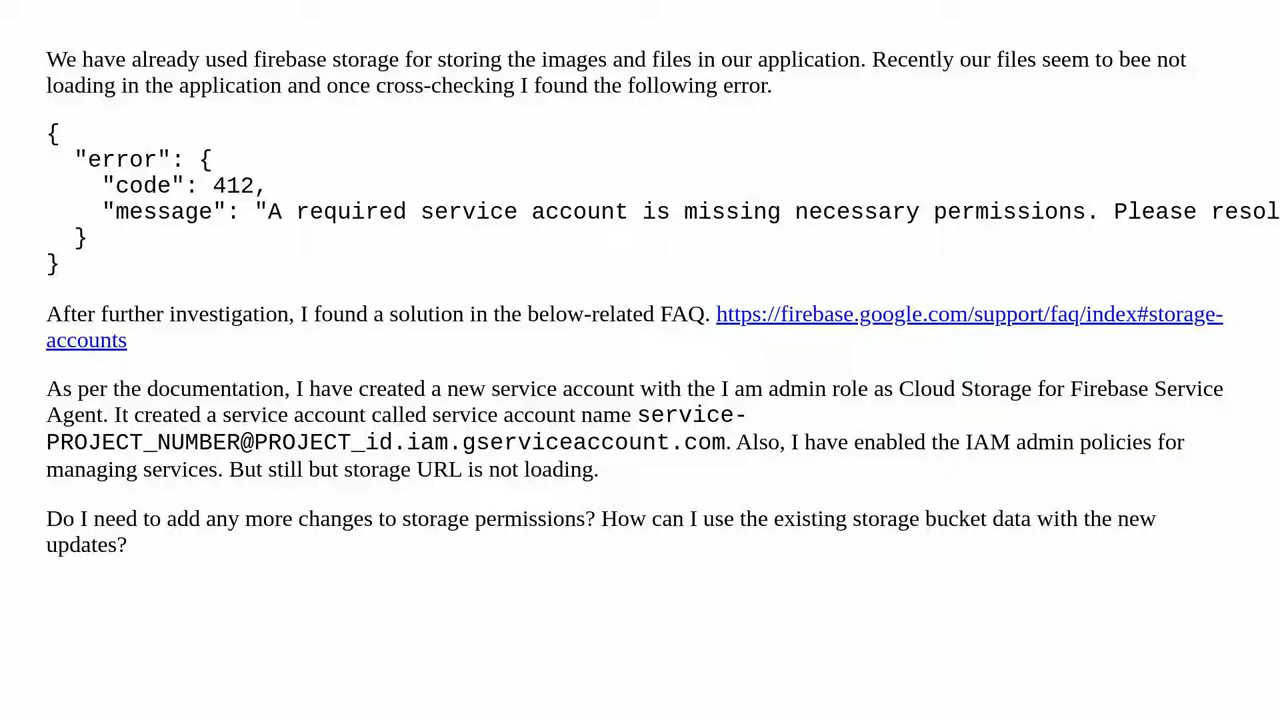 We have already used firebase storage for storing the images and files in our application. Recently our files seem to bee not
loading in the application and once cross-checking I found the following error.
{
  "error": {
    "code": 412,
    "message": "A required service account is missing necessary permissions. Please resol
  }
}
After further investigation, I found a solution in the below-related FAQ. https://firebase.google.com/support/faq/index#storage-
accounts
As per the documentation, I have created a new service account with the I am admin role as Cloud Storage for Firebase Service
Agent. It created a service account called service account name service-
PROJECT_NUMBER@PROJECT_id.iam.gserviceaccount.com. Also, I have enabled the IAM admin policies for
managing services. But still but storage URL is not loading.
Do I need to add any more changes to storage permissions? How can I use the existing storage bucket data with the new
updates?